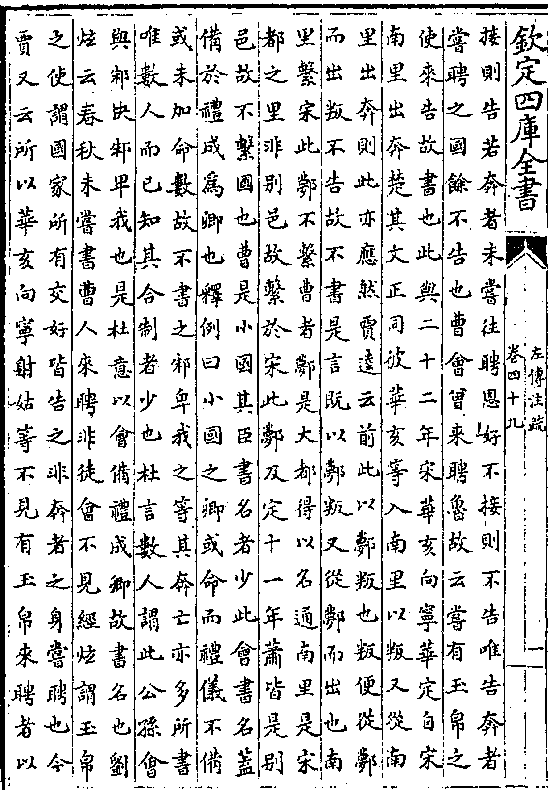 欽定四庫全書
左傳注疏
卷四十九
一
接則告若奔者未嘗往聘恩好不接則不告唯告奔者
嘗聘之國餘不告也曹會曾來聘魯故云嘗有玉帛之
使來告故書也此與二十二年宋華亥向寧華定自宋
南里出奔楚其文正同彼華亥等入南里以叛又從南
里出奔則此亦應然賈逵云前此以鄸叛也叛便從鄸
而出叛不告故不書是言既以鄸叛又從鄸而出也南
里繫宋此鄸不繫曹者鄸是大都得以名通南里是宋
都之里非别邑故繫於宋此鄸及定十一年蕭皆是别
邑故不繫國也曹是小國其臣書名者少此會書名蓋
備於禮成為卿也釋例曰小國之卿或命而禮儀不備
或未加命數故不書之邾卑我之等其奔亡亦多所書
唯數人而已知其合制者少也杜言數人謂此公孫會
與邾快邾畀我也是杜意以會備禮成卿故書名也劉
炫云春秋未嘗書曹人來聘非徒會不見經炫謂玉帛
之使謂國家所有交好皆告之非奔者之身嘗聘也今
賈又云所以華亥向寧射姑等不見有玉帛來聘者以